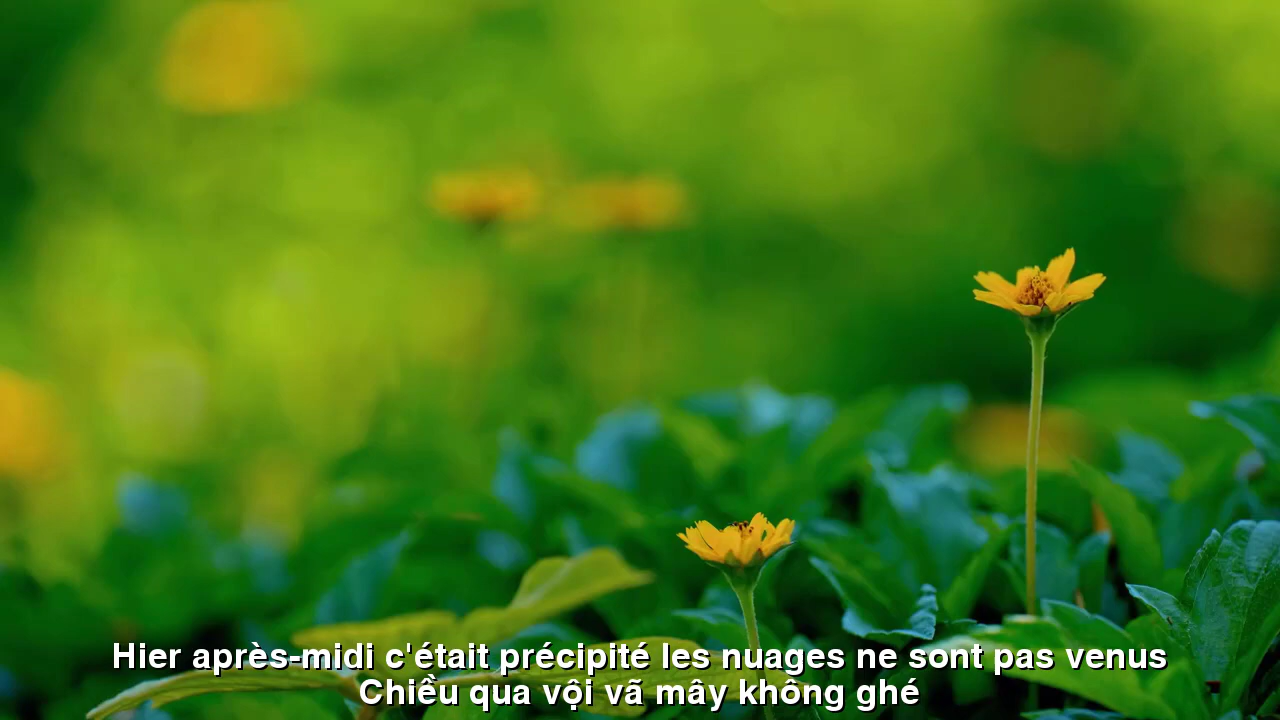 Hier après-midi c'était précipité les nuages ne sont pas venus
Chiều qua vội vã mây không ghé